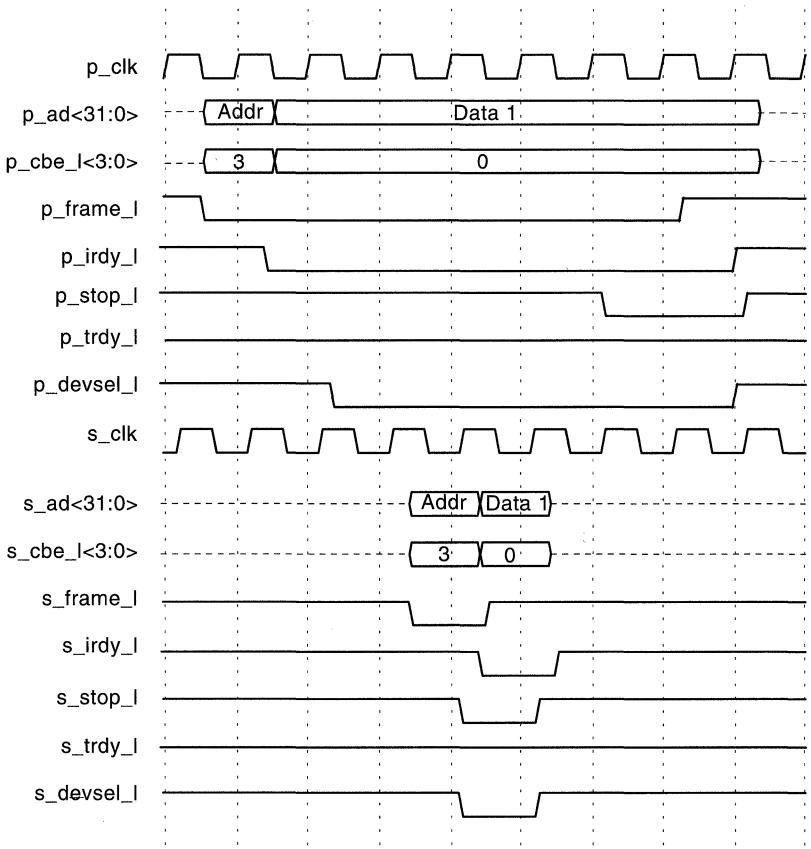 p_clk
p_ad<31:0> Addr Data 1
p_cbe_l<3:0> 3 0
p_frame_l
p_irdy_l
p_stop_l
p_trdy_l
p_devsel_l
s_clk
s_ad<31:0> Addr Data 1
s_cbe_l<3:0> 3 0
s_frame_l
s_irdy_l
s_stop_l
s_trdy_l
s_devsel_l